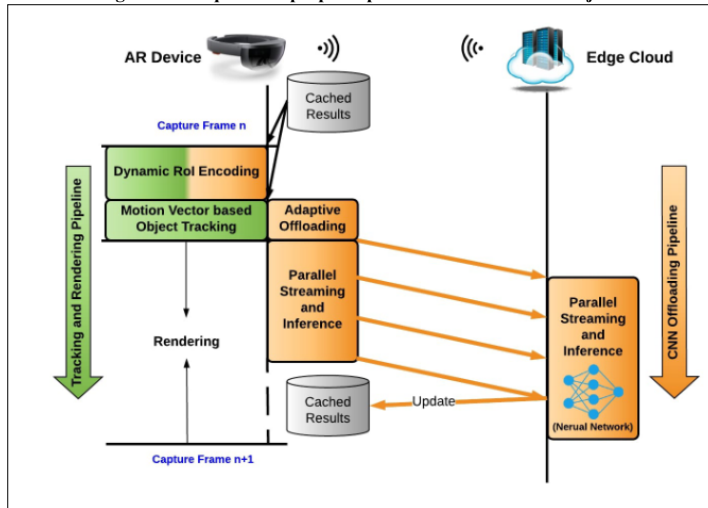 AR Device
Edge Cloud
Cached
Results
Capture Frame n
Dynamic RoI Encoding
Motion Vector based
Object Tracking
Adaptive
Offloading
Parallel
Streaming
and
Inference
Rendering
Tracking and Rendering Pipeline
Parallel
Streaming
and
Inference
(Nerual Network)
CNN Offloading Pipeline
Cached
Results
Update
Capture Frame n+1